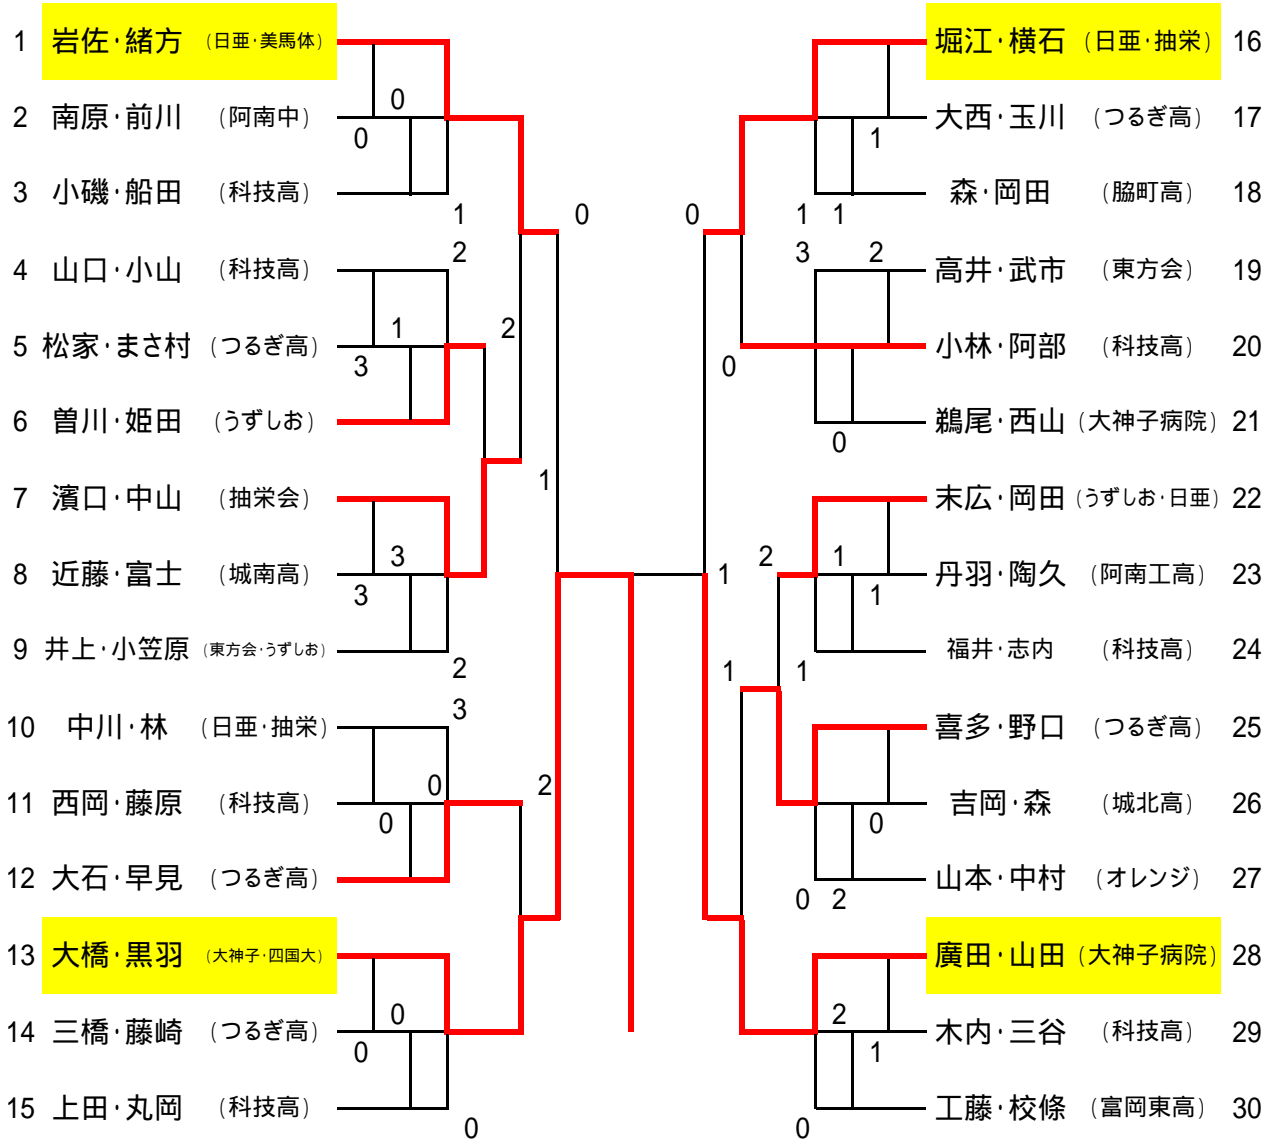 1 岩佐・緒方 (日亜・美馬体)
2 南原・前川 (阿南中)
3 小磯・船田 (科技高)
4 山口・小山 (科技高)
5 松家・まさ村 (つるぎ高)
6 曽川・姫田 (うずしお)
7 濱口・中山 (抽栄会)
8 近藤・富士 (城南高)
9 井上・小笠原 (東方会・うずしお)
10 中川・林 (日亜・抽栄)
11 西岡・藤原 (科技高)
12 大石・早見 (つるぎ高)
13 大橋・黒羽 (大神子・四国大)
14 三橋・藤崎 (つるぎ高)
15 上田・丸岡 (科技高)
0
0
1
2
1
3
2
3
3
2
3
0
0
0
0
0
0
1
2
堀江・横石 (日亜・抽栄) 16
大西・玉川 (つるぎ高) 17
森・岡田 (脇町高) 18
高井・武市 (東方会) 19
小林・阿部 (科技高) 20
鵜尾・西山 (大神子病院) 21
末広・岡田 (うずしお・日亜) 22
丹羽・陶久 (阿南工高) 23
福井・志内 (科技高) 24
喜多・野口 (つるぎ高) 25
吉岡・森 (城北高) 26
山本・中村 (オレンジ) 27
廣田・山田 (大神子病院) 28
木内・三谷 (科技高) 29
工藤・校條 (富岡東高) 30
0
1
1 1
3 2
0
0
2 1
1
1
1
1
0
0 2
2
1
0